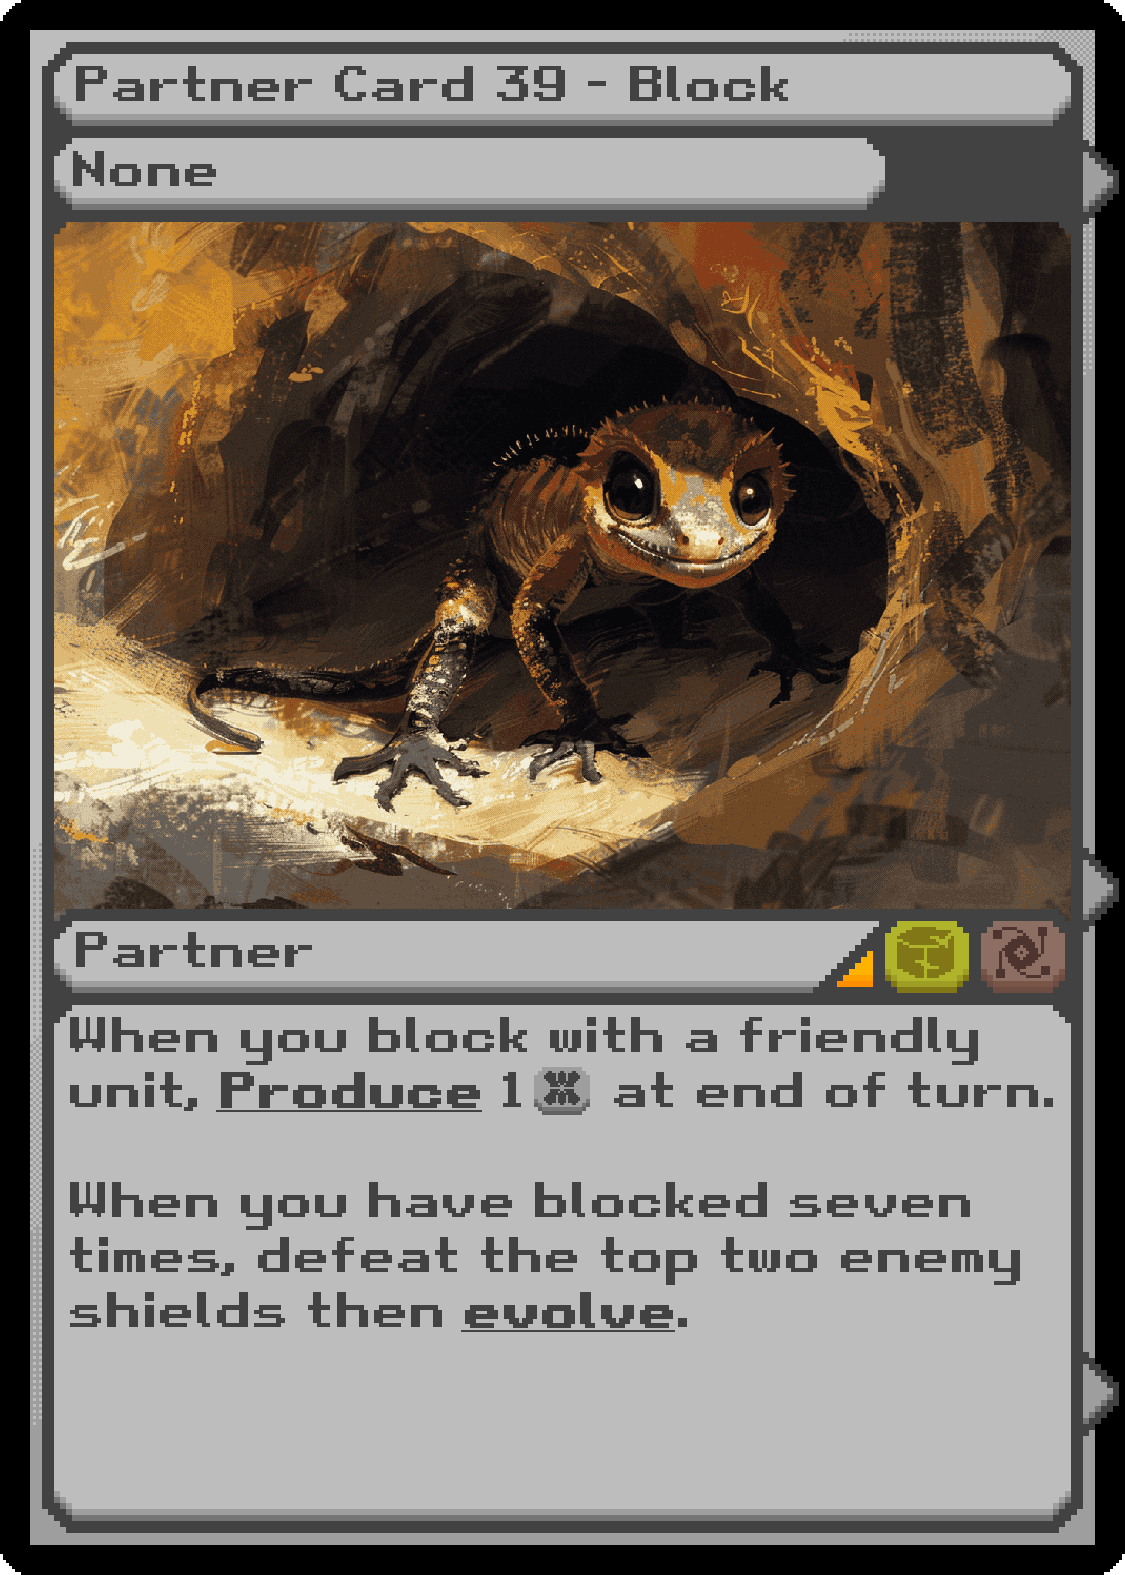 Partner Card 39 - Block
None
Partner
When you block with a friendly
unit, Produce 1 at end of turn.
When you have blocked seven
times, defeat the top two enemy
shields then evolve.